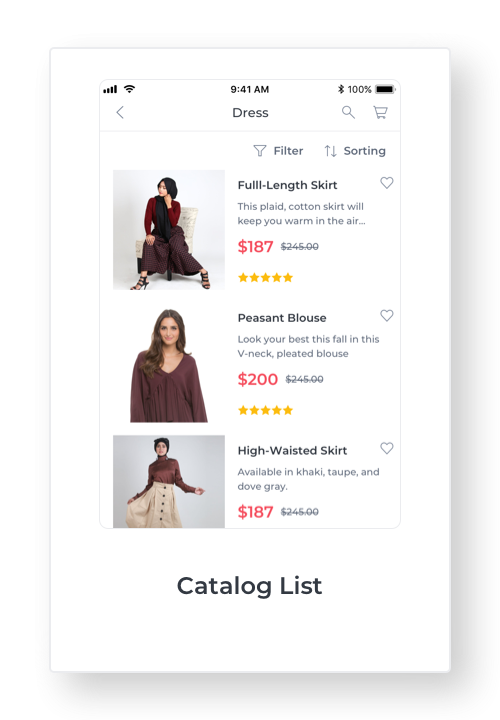 9:41 AM
100%
Dress
Filter
Sorting
Fulll-Length Skirt
This plaid, cotton skirt will
keep you warm in the air...
$187 $245.00
Peasant Blouse
Look your best this fall in this
V-neck, pleated blouse
$200 $245.00
High-Waisted Skirt
Available in khaki, taupe, and
dove gray.
$187 $245.00
Catalog List